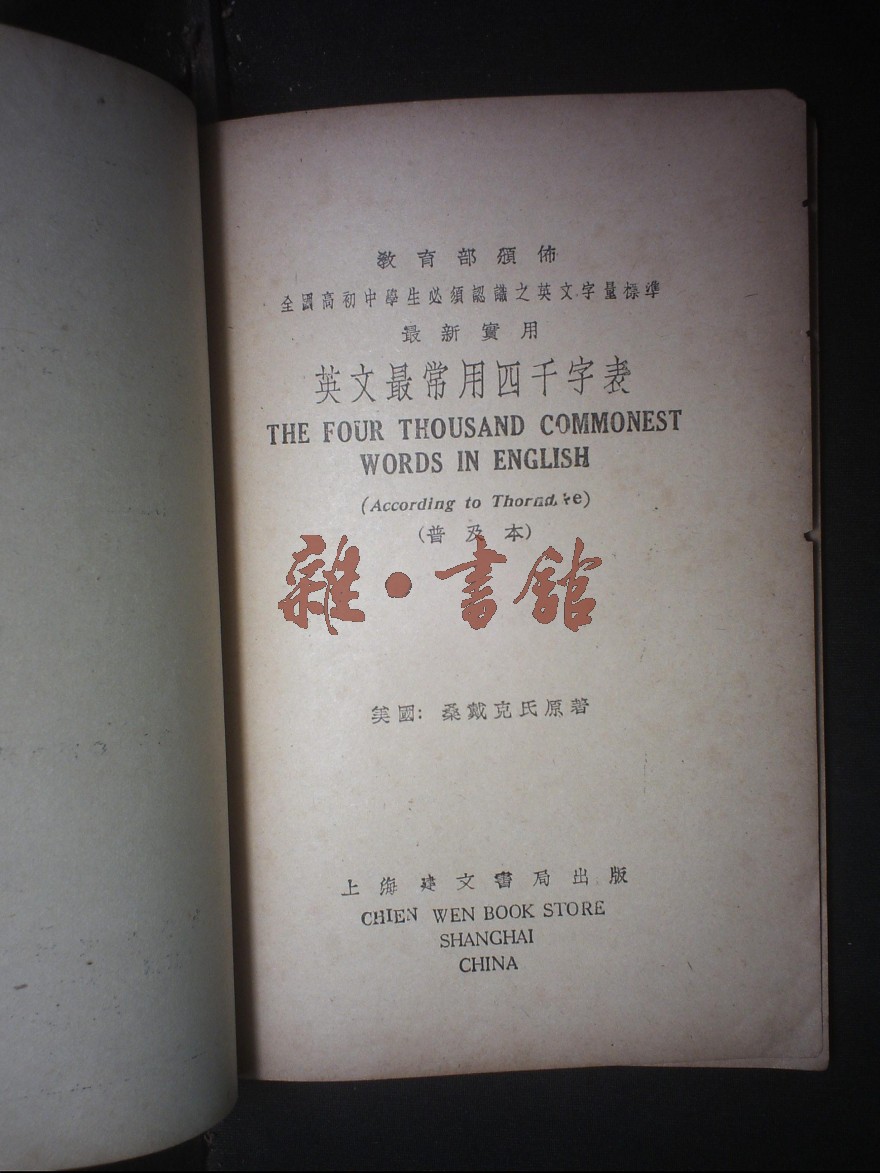 教育部頒佈
全國高初中學生必須認識之英文字量標準
最新實用
英文最常用四千字表
THE FOUR THOUSAND COMMONEST
WORDS IN ENGLISH
(According to Thorndike)
(普及本)
雜·書館
美國: 桑戴克氏原著
上海建文書局出版
CHIEN WEN BOOK STORE
SHANGHAI
CHINA